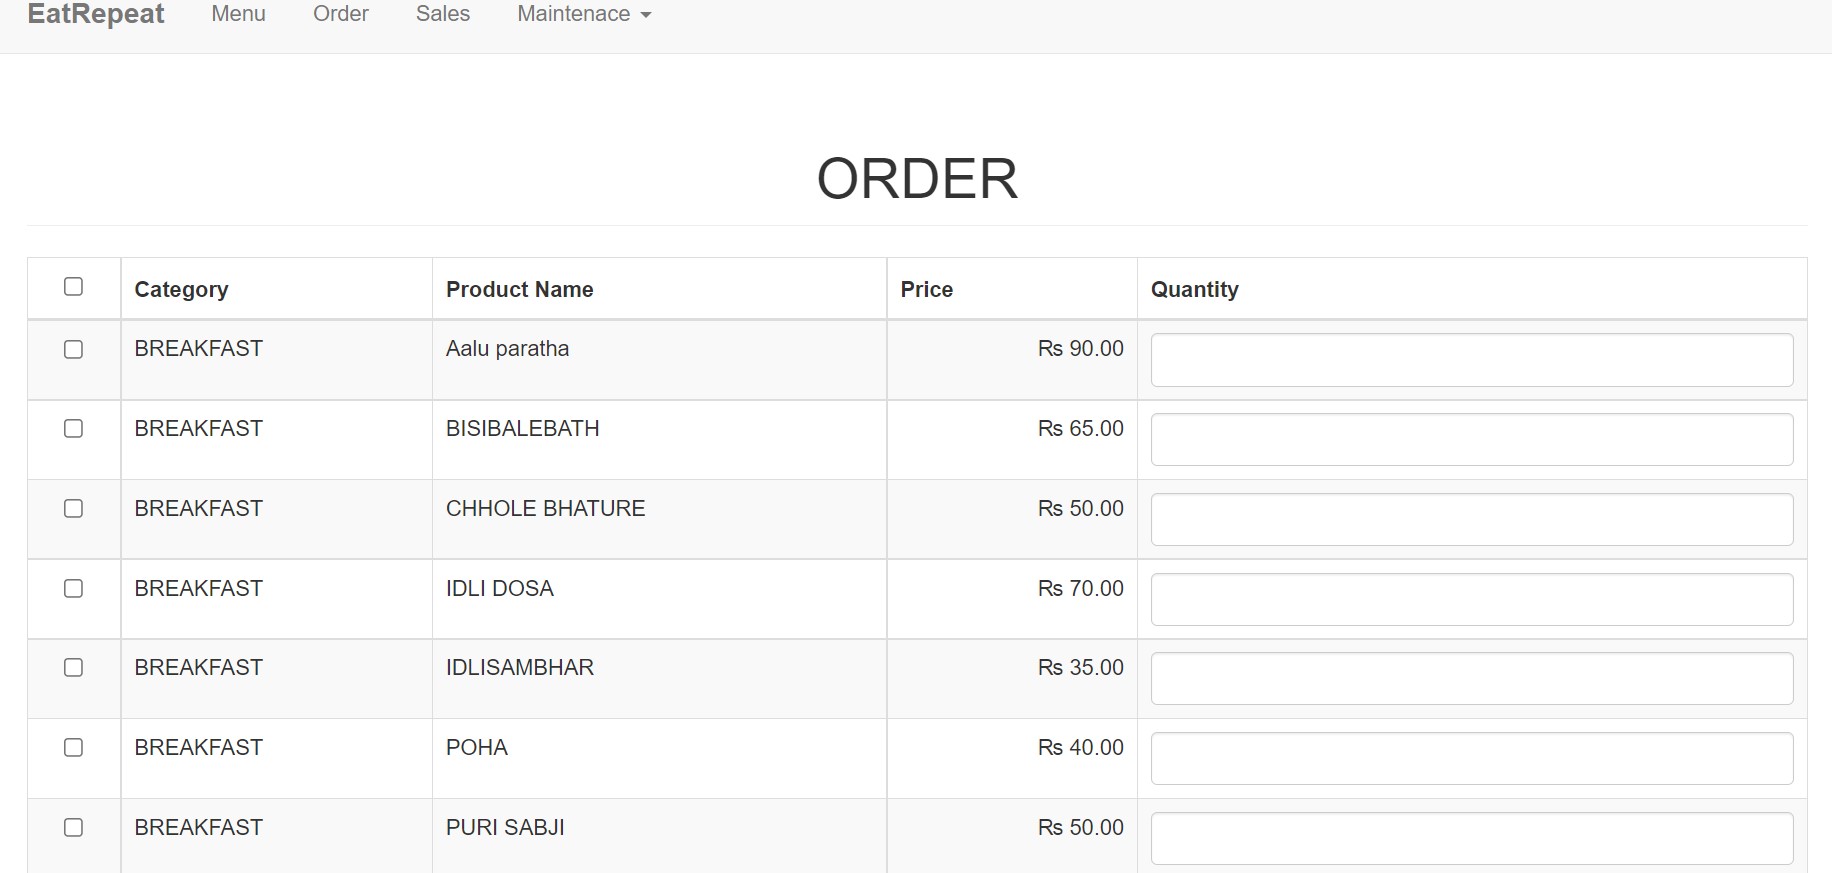 EatRepeat Menu Order Sales Maintenace
ORDER
Category Product Name Price Quantity
BREAKFAST Aalu paratha Rs 90.00
BREAKFAST BISIBALEBATH Rs 65.00
BREAKFAST CHHOLE BHATURE Rs 50.00
BREAKFAST IDLI DOSA Rs 70.00
BREAKFAST IDLISAMBHAR Rs 35.00
BREAKFAST POHA Rs 40.00
BREAKFAST PURI SABJI Rs 50.00